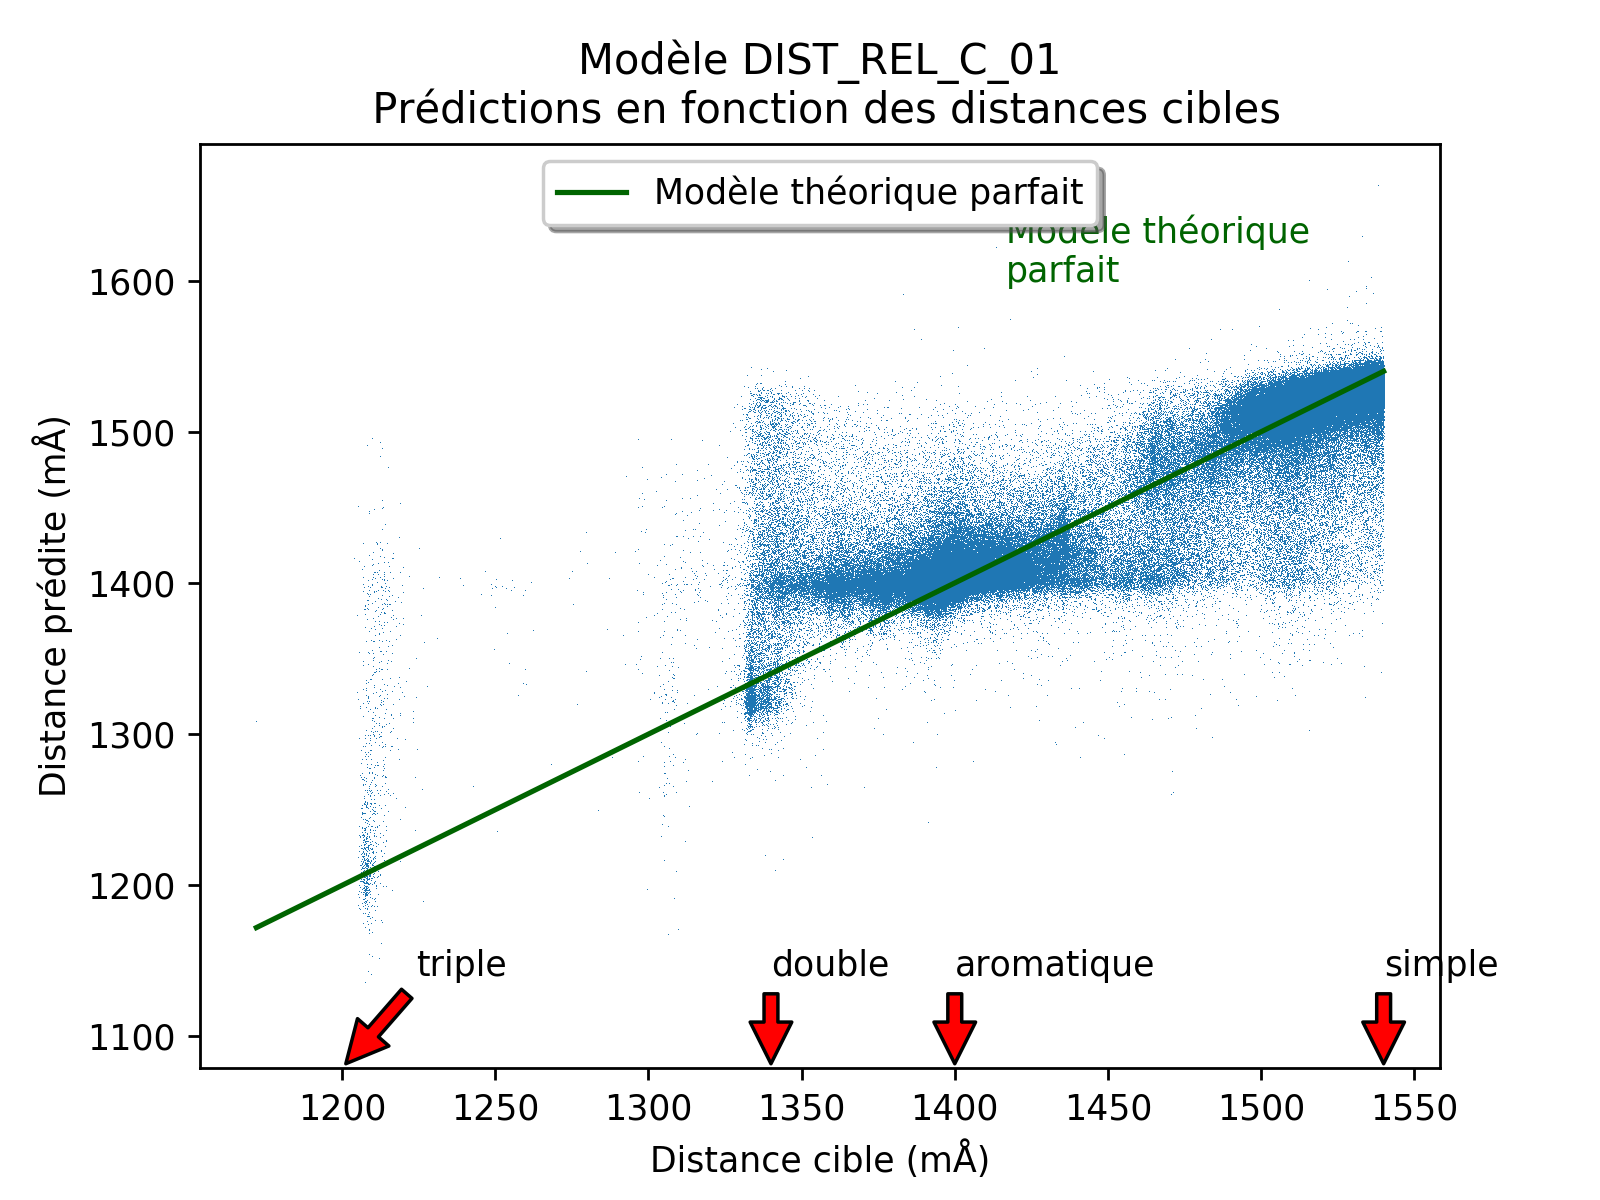 Modèle DIST_REL_C_01
Prédictions en fonction des distances cibles
Modèle théorique parfait
Modèle théorique
parfait
1600
1500
1400
1300
1200
1100
Distance prédite (mÅ)
triple
double
aromatique
simple
1200
1250
1300
1350
1400
1450
1500
1550
Distance cible (mÅ)